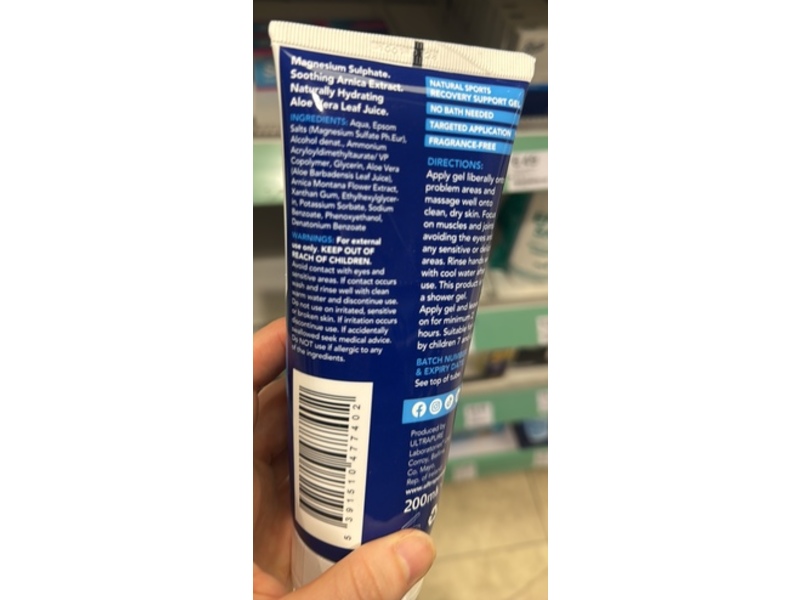 Magnesium Sulphate.
Soothing Arnica Extract.
Naturally Hydrating
Aloe Vera Leaf Juice.
INGREDIENTS: Aqua, Epsom
Salts (Magnesium Sulfate Ph.Eur),
Alcohol denat., Ammonium
Acryloyldimethyltaurate/ VP
Copolymer, Glycerin, Aloe Vera
(Aloe Barbadensis Leaf Juice),
Arnica Montana Flower Extract,
Xanthan Gum, Ethylhexylglycer-
in, Potassium Sorbate, Sodium
Benzoate, Phenoxyethanol,
Denatonium Benzoate
WARNINGS: For external
use only. KEEP OUT OF
REACH OF CHILDREN.
Avoid contact with eyes and
sensitive areas. If contact occurs
wash and rinse well with clean
warm water and discontinue use.
Do not use on irritated, sensitive
or broken skin. If irritation occurs
discontinue use. If accidentally
swallowed seek medical advice.
Do NOT use if allergic to any
of the ingredients.
5 391510 477402
NATURAL SPORTS
RECOVERY SUPPORT GEL
NO BATH NEEDED
TARGETED APPLICATION
FRAGRANCE-FREE
DIRECTIONS:
Apply gel liberally
problem areas and
massage well onto
clean, dry skin. Focus
on muscles and
avoiding the eyes
any sensitive or
areas. Rinse
with cool water
use. This product
a shower gel.
Apply gel and
on for minimum 2
hours. Suitable
by children 7
BATCH
& EXPIRY
See top of tube
Produced by
ULTRAPURE
Laboratories
Corroy,
Co. Mayo,
Rep. of
200ml